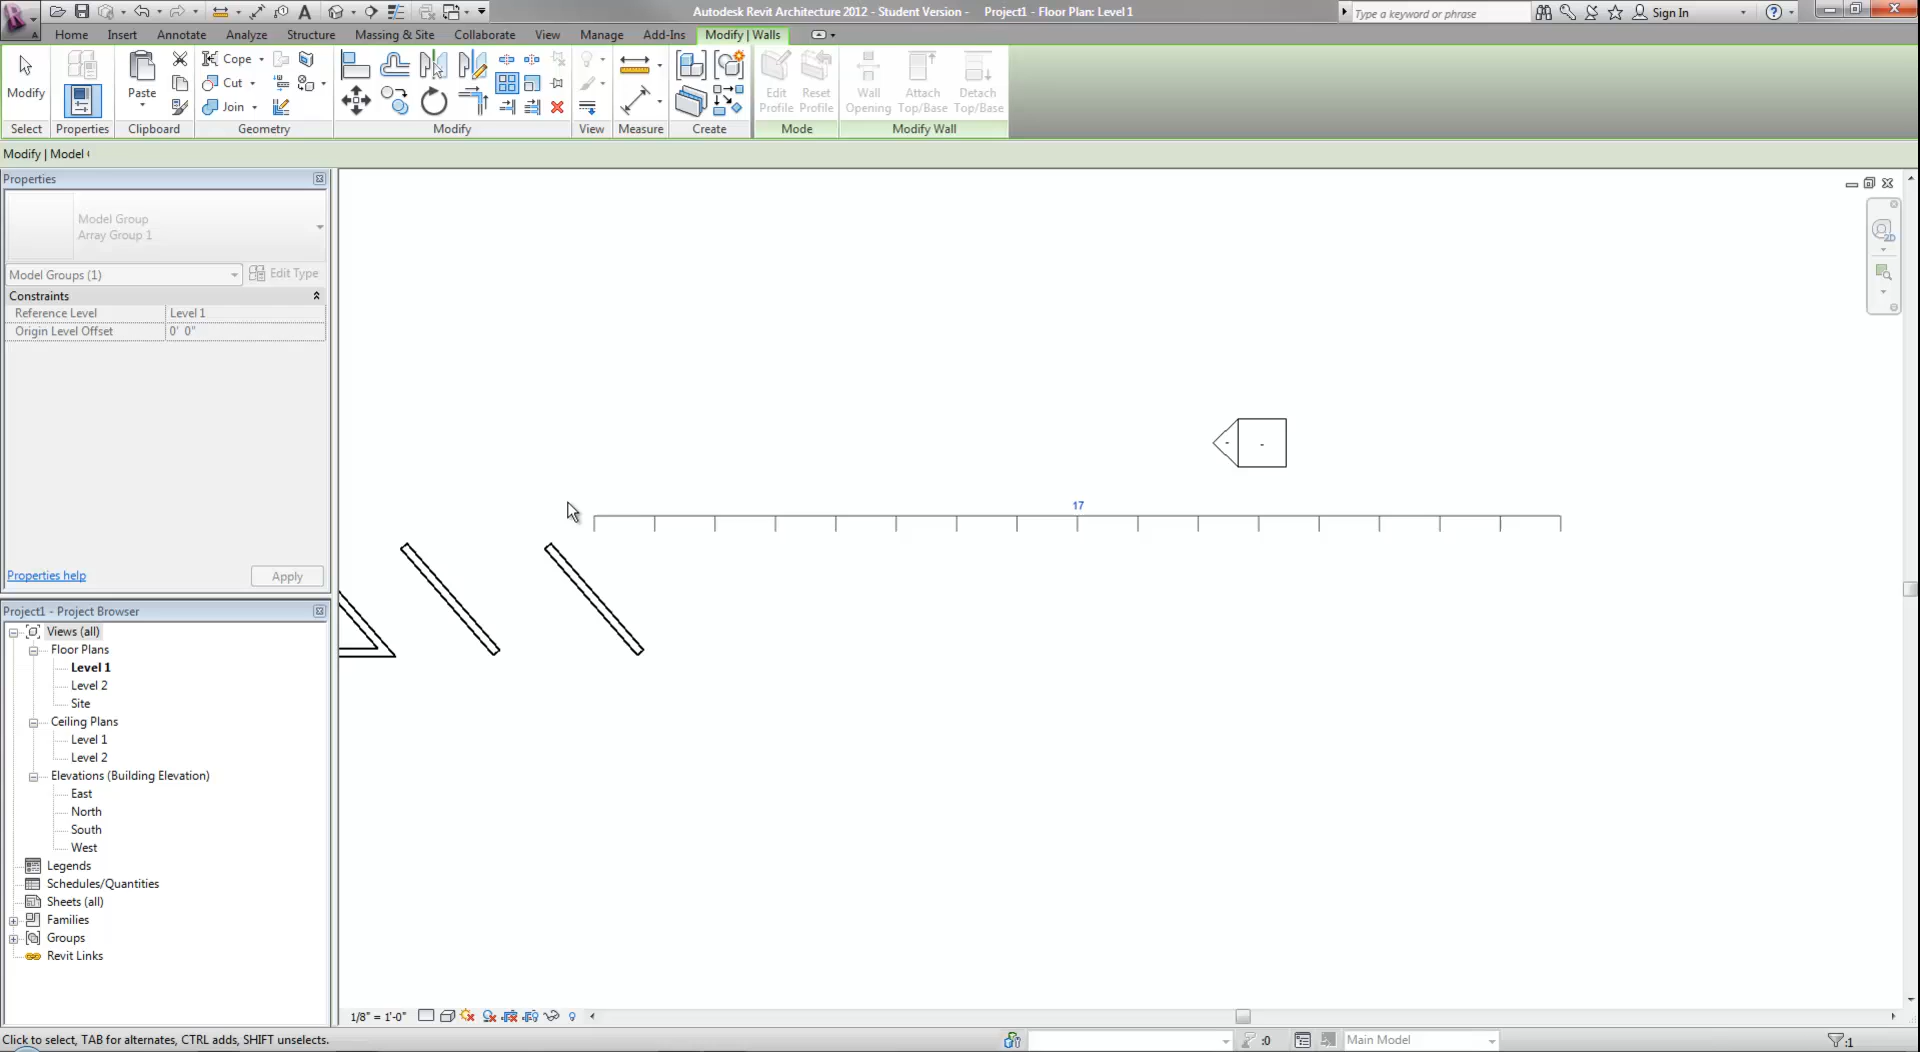 Autodesk Revit Architecture 2012 - Student Version -    Project1 - Floor Plan: Level 1
Type a keyword or phrase
Sign In
Home
Insert
Annotate
Analyze
Structure
Massing & Site
Collaborate
View
Manage
Add-Ins
Modify | Walls
Modify
Paste
Cope
Cut
Join
Edit Profile
Reset Profile
Wall Opening
Attach Top/Base
Detach Top/Base
Select
Properties
Clipboard
Geometry
Modify
View
Measure
Create
Mode
Modify Wall
Modify | Model
Properties
Model Group
Array Group 1
Model Groups (1)
Edit Type
Constraints
Reference Level
Level 1
Origin Level Offset
0' 0"
Properties help
Apply
Project1 - Project Browser
Views (all)
Floor Plans
Level 1
Level 2
Site
Ceiling Plans
Level 1
Level 2
Elevations (Building Elevation)
East
North
South
West
Legends
Schedules/Quantities
Sheets (all)
Families
Groups
Revit Links
17
2D
1/8" = 1'-0"
Click to select, TAB for alternates, CTRL adds, SHIFT unselects.
:0
Main Model
:1